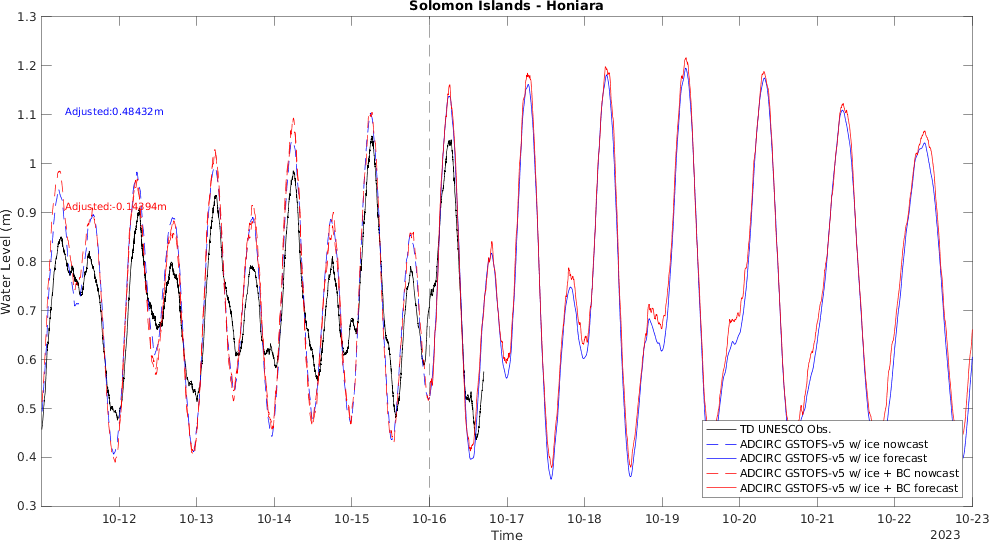 Solomon Islands - Honiara
1.3
1.2
1.1
1
0.9
0.8
0.7
0.6
0.5
0.4
0.3
Water Level (m)
Adjusted:0.48432m
Adjusted:-0.14394m
TD UNESCO Obs.
ADCIRC GSTOFS-v5 w/ ice nowcast
ADCIRC GSTOFS-v5 w/ ice forecast
ADCIRC GSTOFS-v5 w/ ice + BC nowcast
ADCIRC GSTOFS-v5 w/ ice + BC forecast
10-12 10-13 10-14 10-15 10-16 10-17 10-18 10-19 10-20 10-21 10-22 10-23
Time
2023